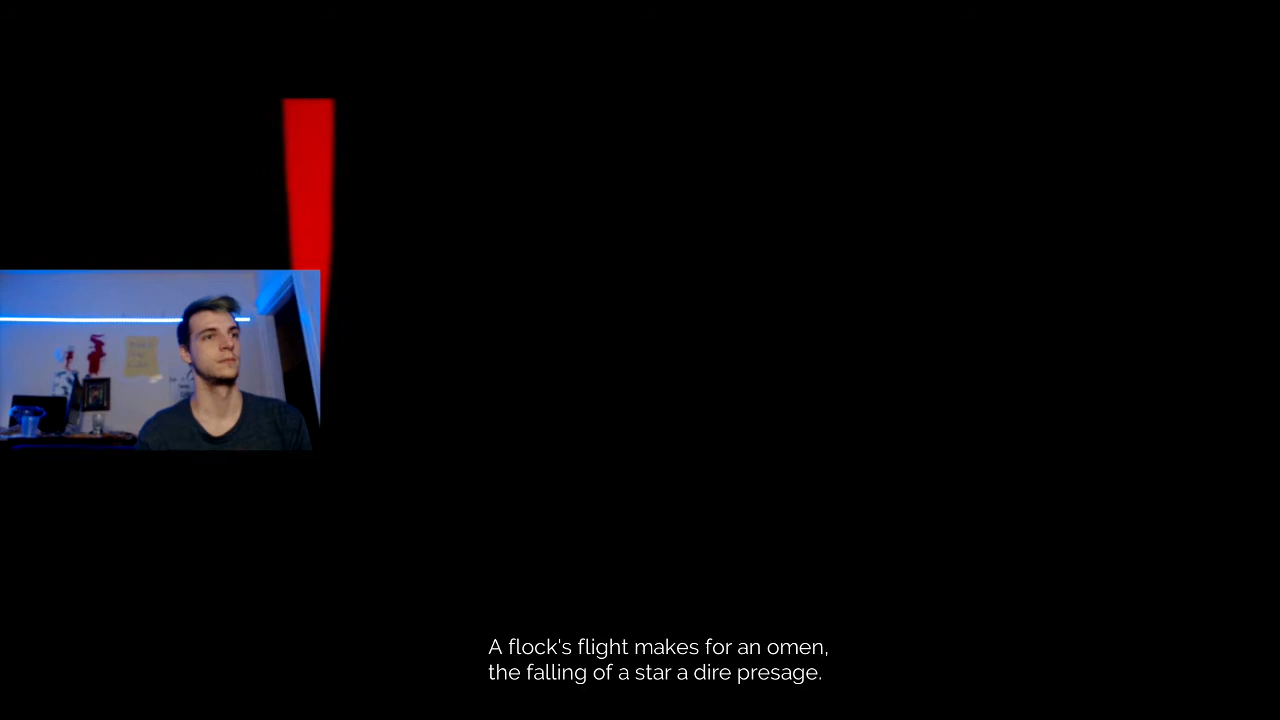 A flock's flight makes for an omen,
the falling of a star a dire presage.